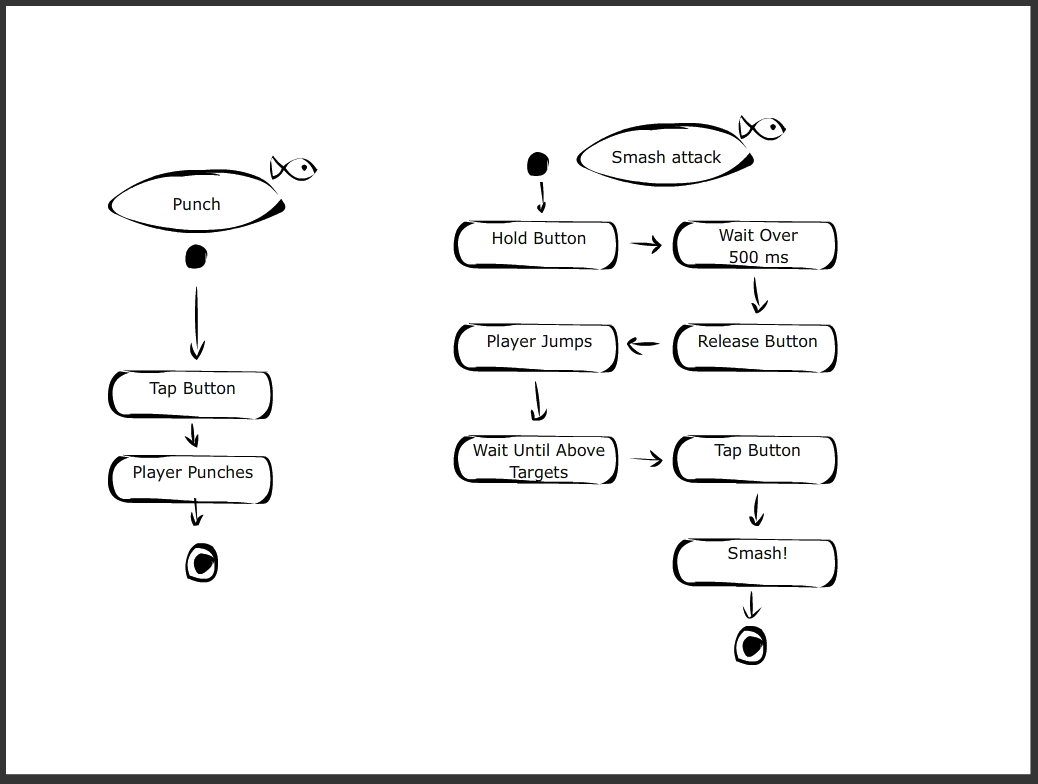 Punch
Tap Button
Player Punches
Smash attack
Hold Button
Wait Over
500 ms
Release Button
Player Jumps
Wait Until Above
Targets
Tap Button
Smash!